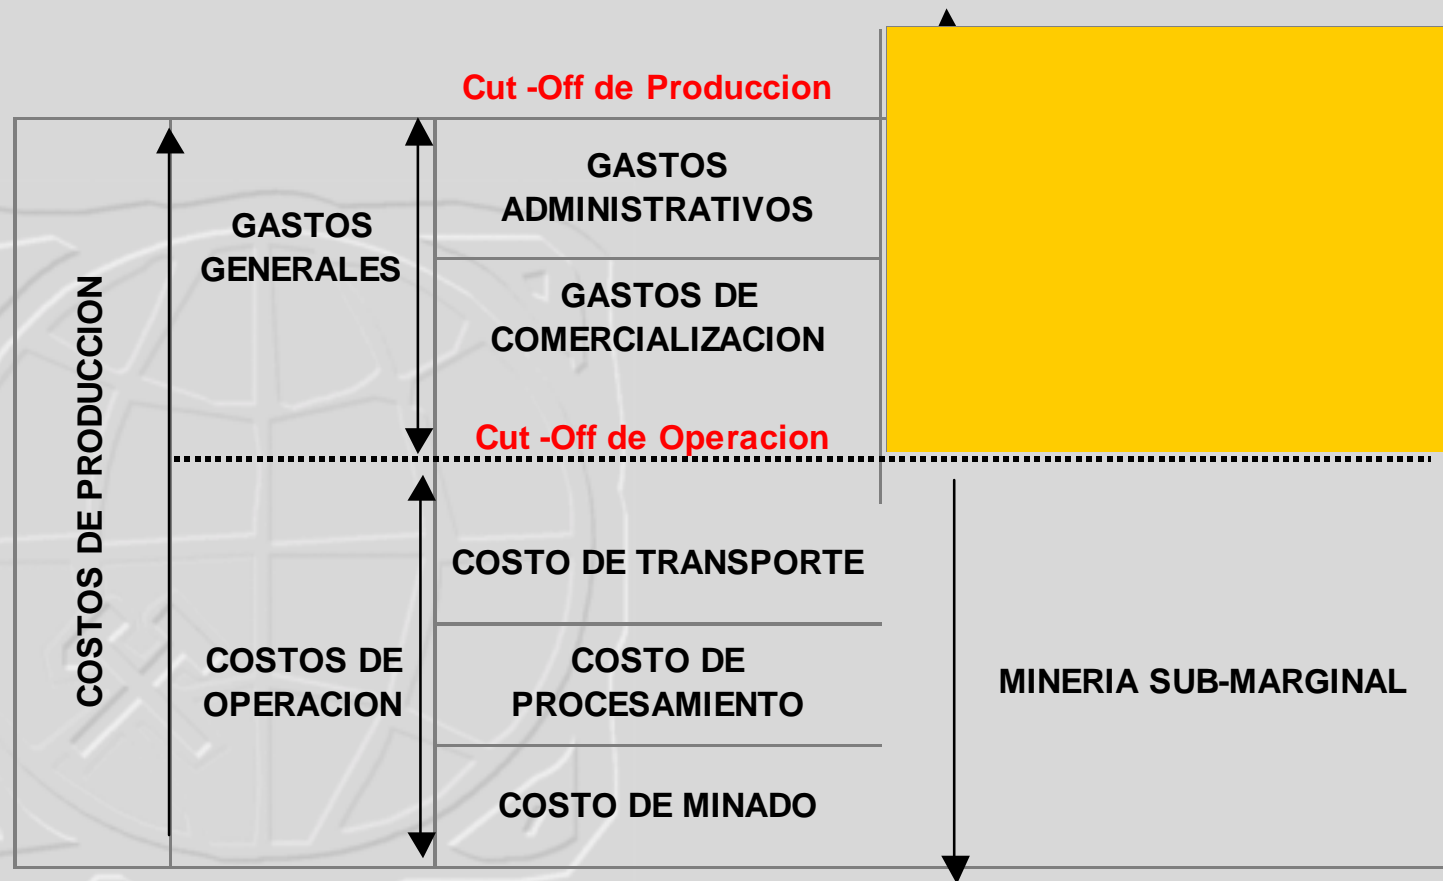 Cut -Off de Produccion
COSTOS DE PRODUCCION
GASTOS
GENERALES
GASTOS
ADMINISTRATIVOS
GASTOS DE
COMERCIALIZACION
Cut -Off de Operacion
COSTOS DE
OPERACION
COSTO DE TRANSPORTE
COSTO DE
PROCESAMIENTO
COSTO DE MINADO
MINERIA SUB-MARGINAL